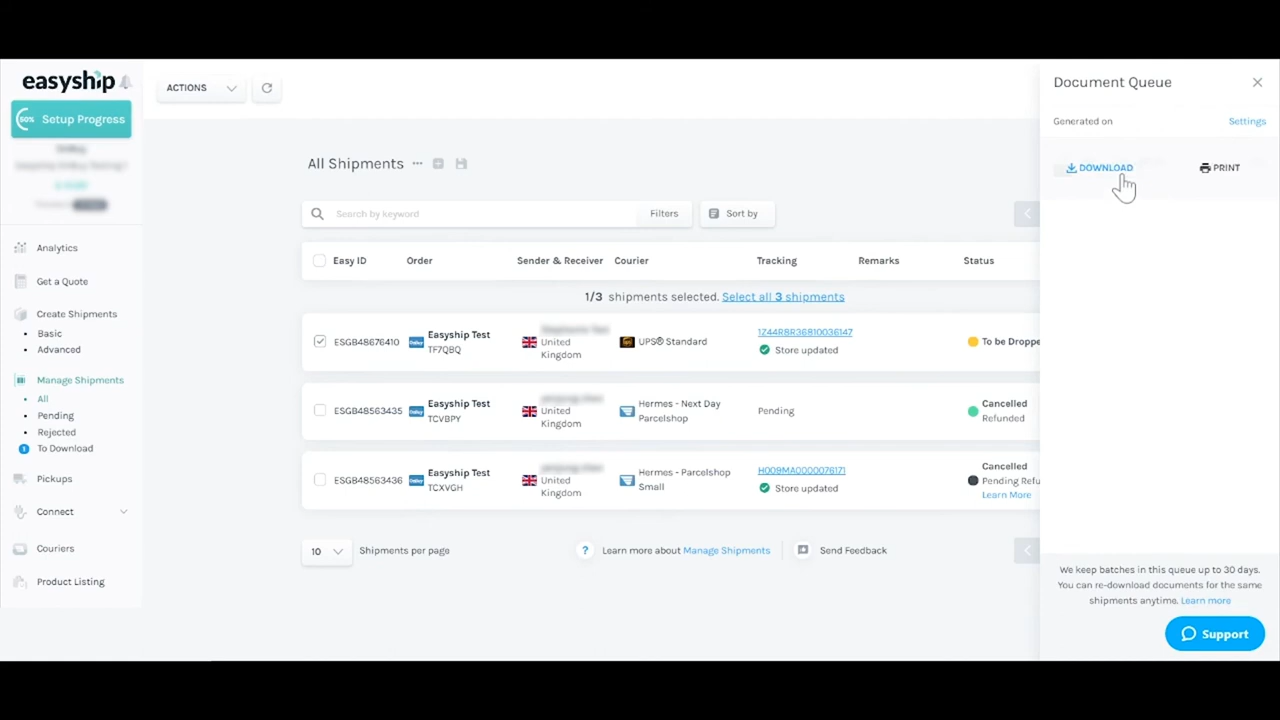 easyship
50% Setup Progress
Analytics
Get a Quote
Create Shipments
Basic
Advanced
Manage Shipments
All
Pending
Rejected
1 To Download
Pickups
Connect
Couriers
Product Listing
ACTIONS
All Shipments
Search by keyword
Filters
Sort by
Easy ID Order Sender & Receiver Courier Tracking Remarks Status
1/3 shipments selected. Select all 3 shipments
ESGB48676410
Easyship Test
TF7QBQ
United
Kingdom
UPS® Standard
1Z44R8R36810036147
Store updated
To be Droppe
ESGB48563435
Easyship Test
TCVBPY
United
Kingdom
Hermes - Next Day
Parcelshop
Pending
Cancelled
Refunded
ESGB48563436
Easyship Test
TCXVGH
United
Kingdom
Hermes - Parcelshop
Small
H009MA0000076171
Store updated
Cancelled
Pending Refu
Learn More
10 Shipments per page
? Learn more about Manage Shipments
Send Feedback
Document Queue
Generated on
Settings
DOWNLOAD
PRINT
We keep batches in this queue up to 30 days.
You can re-download documents for the same
shipments anytime. Learn more
Support